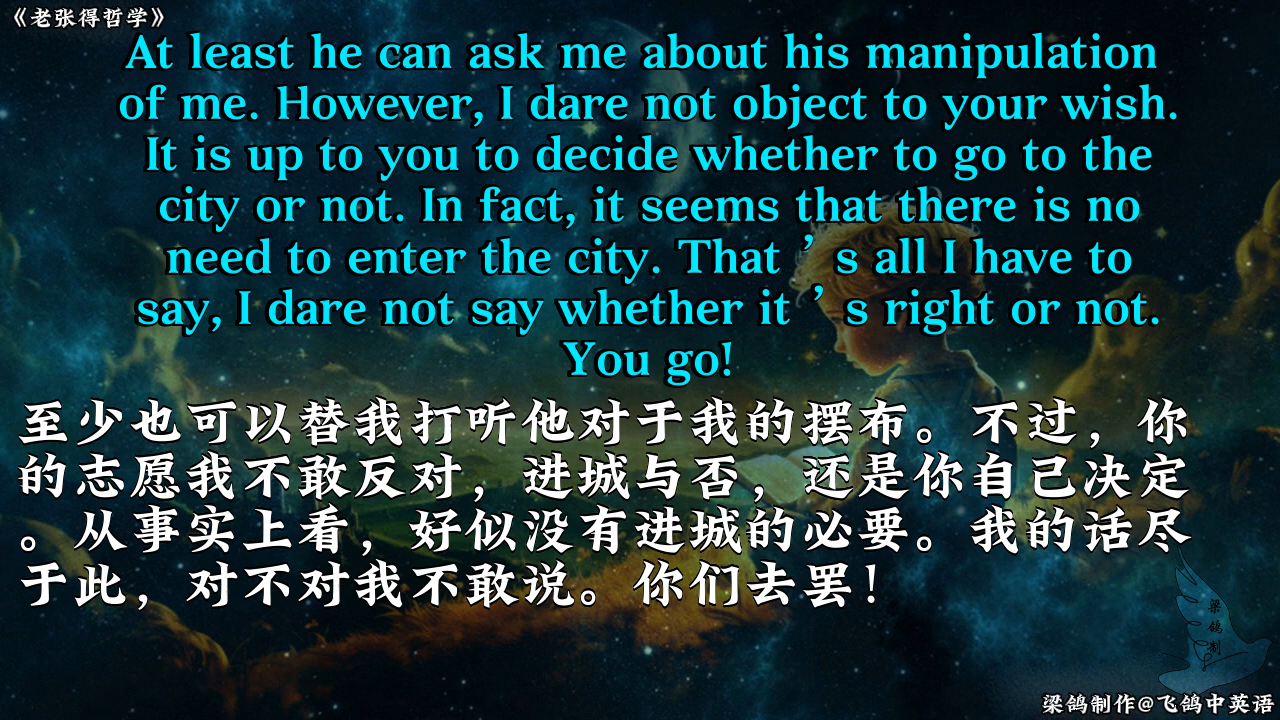 《老张得哲学》
At least he can ask me about his manipulation
of me. However, I dare not object to your wish.
It is up to you to decide whether to go to the
city or not. In fact, it seems that there is no
need to enter the city. That ’s all I have to
say, I dare not say whether it ’s right or not.
You go!
至少也可以替我打听他对于我的摆布。不过，你
的志愿我不敢反对，进城与否，还是你自己决定
。从事实上看，好似没有进城的必要。我的话尽
于此，对不对我不敢说。你们去罢！
梁鸽制
梁鸽制作@飞鸽中英语